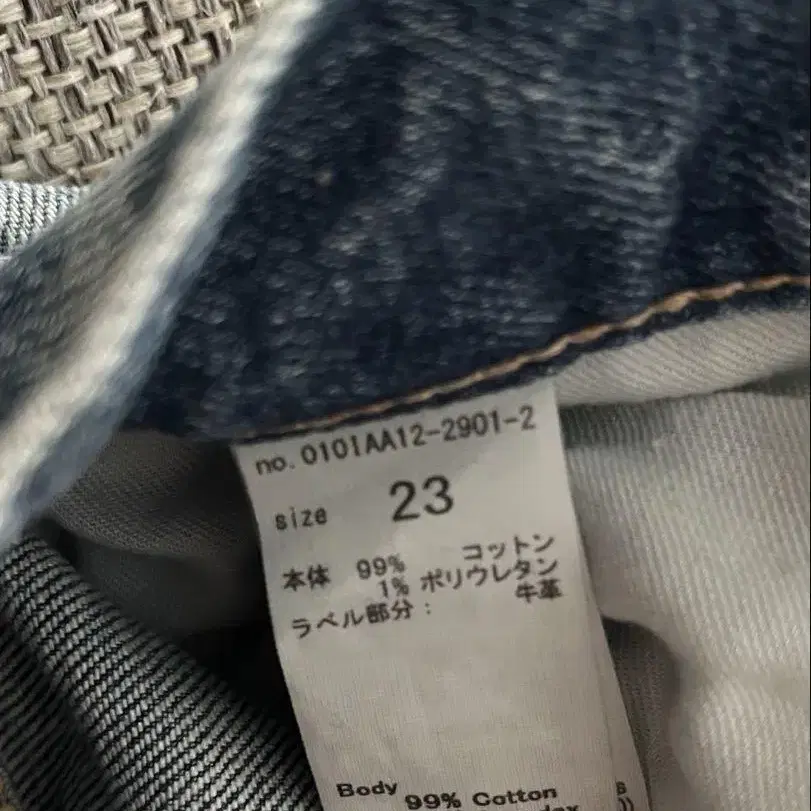 no.0101AA12-2901-2
size 23
本体 99% コットン
1% ポリウレタン
ラベル部分： 牛革
Body 99% Cotton